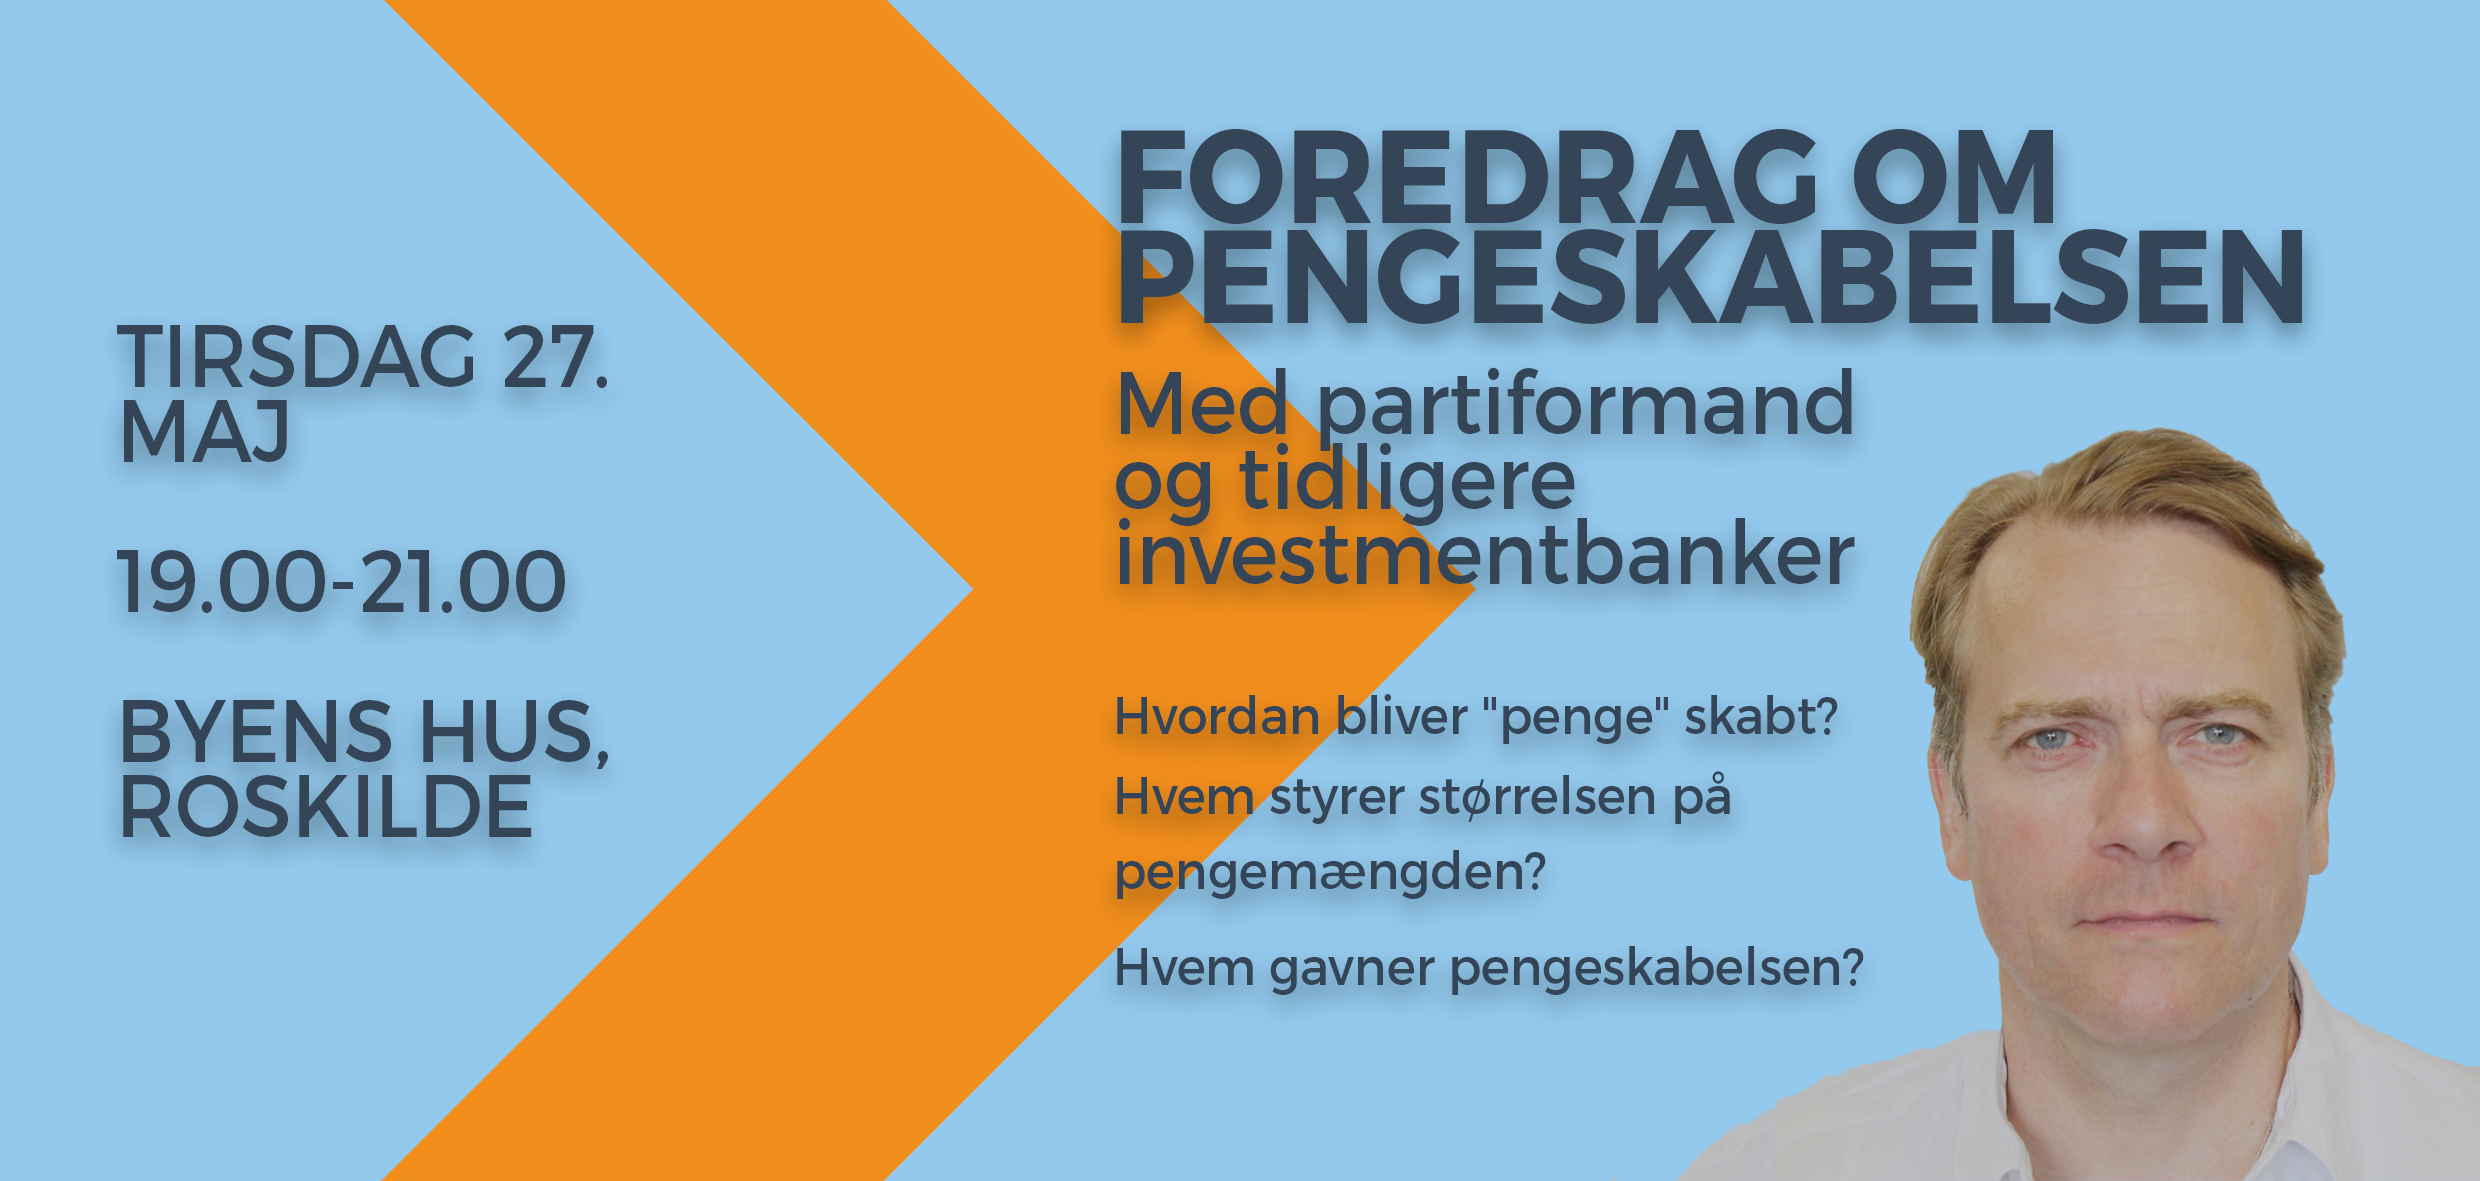 TIRSDAG 27.
MAJ
19.00-21.00
BYENS HUS,
ROSKILDE
FOREDRAG OM
PENGESKABELSEN
Med partiformand
og tidligere
investmentbanker
Hvordan bliver "penge" skabt?
Hvem styrer størrelsen på
pengemængden?
Hvem gavner pengeskabelsen?